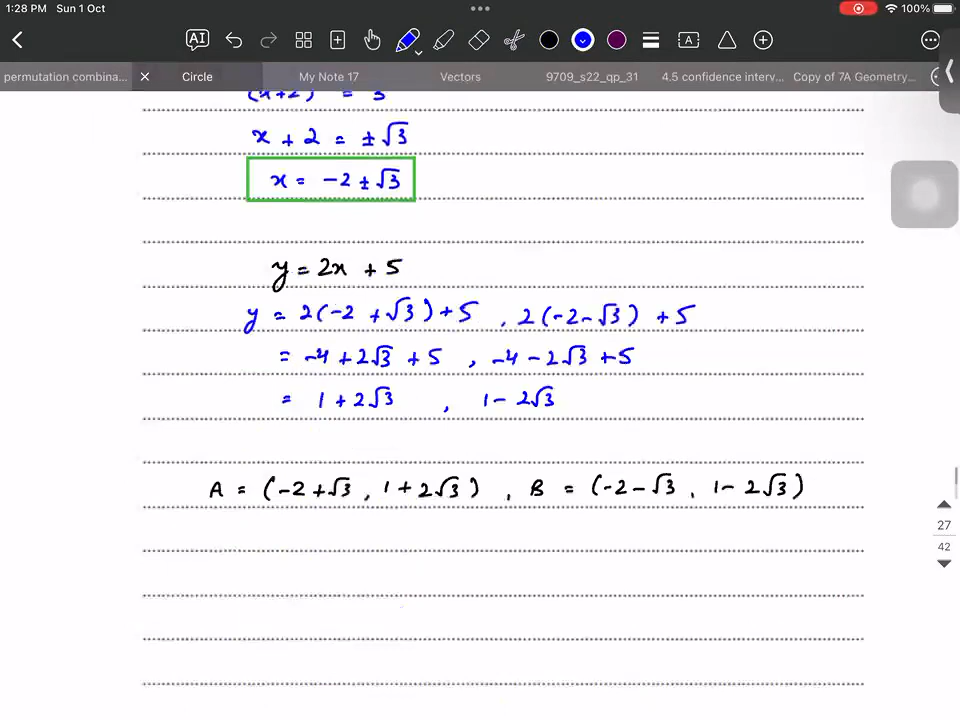 1:28 PM Sun 1 Oct
100%
AI
A
permutation combina...
Circle
My Note 17
Vectors
9709_s22_qp_31
4.5 confidence interv...
Copy of 7A Geometry...
x + 2 = ± √3
x = -2 ± √3
y = 2x + 5
y = 2(-2 + √3) + 5 , 2(-2 - √3) + 5
= -4 + 2√3 + 5 , -4 - 2√3 + 5
= 1 + 2√3 , 1 - 2√3
A = (-2 + √3 , 1 + 2√3) , B = (-2 - √3 , 1 - 2√3)
27
42